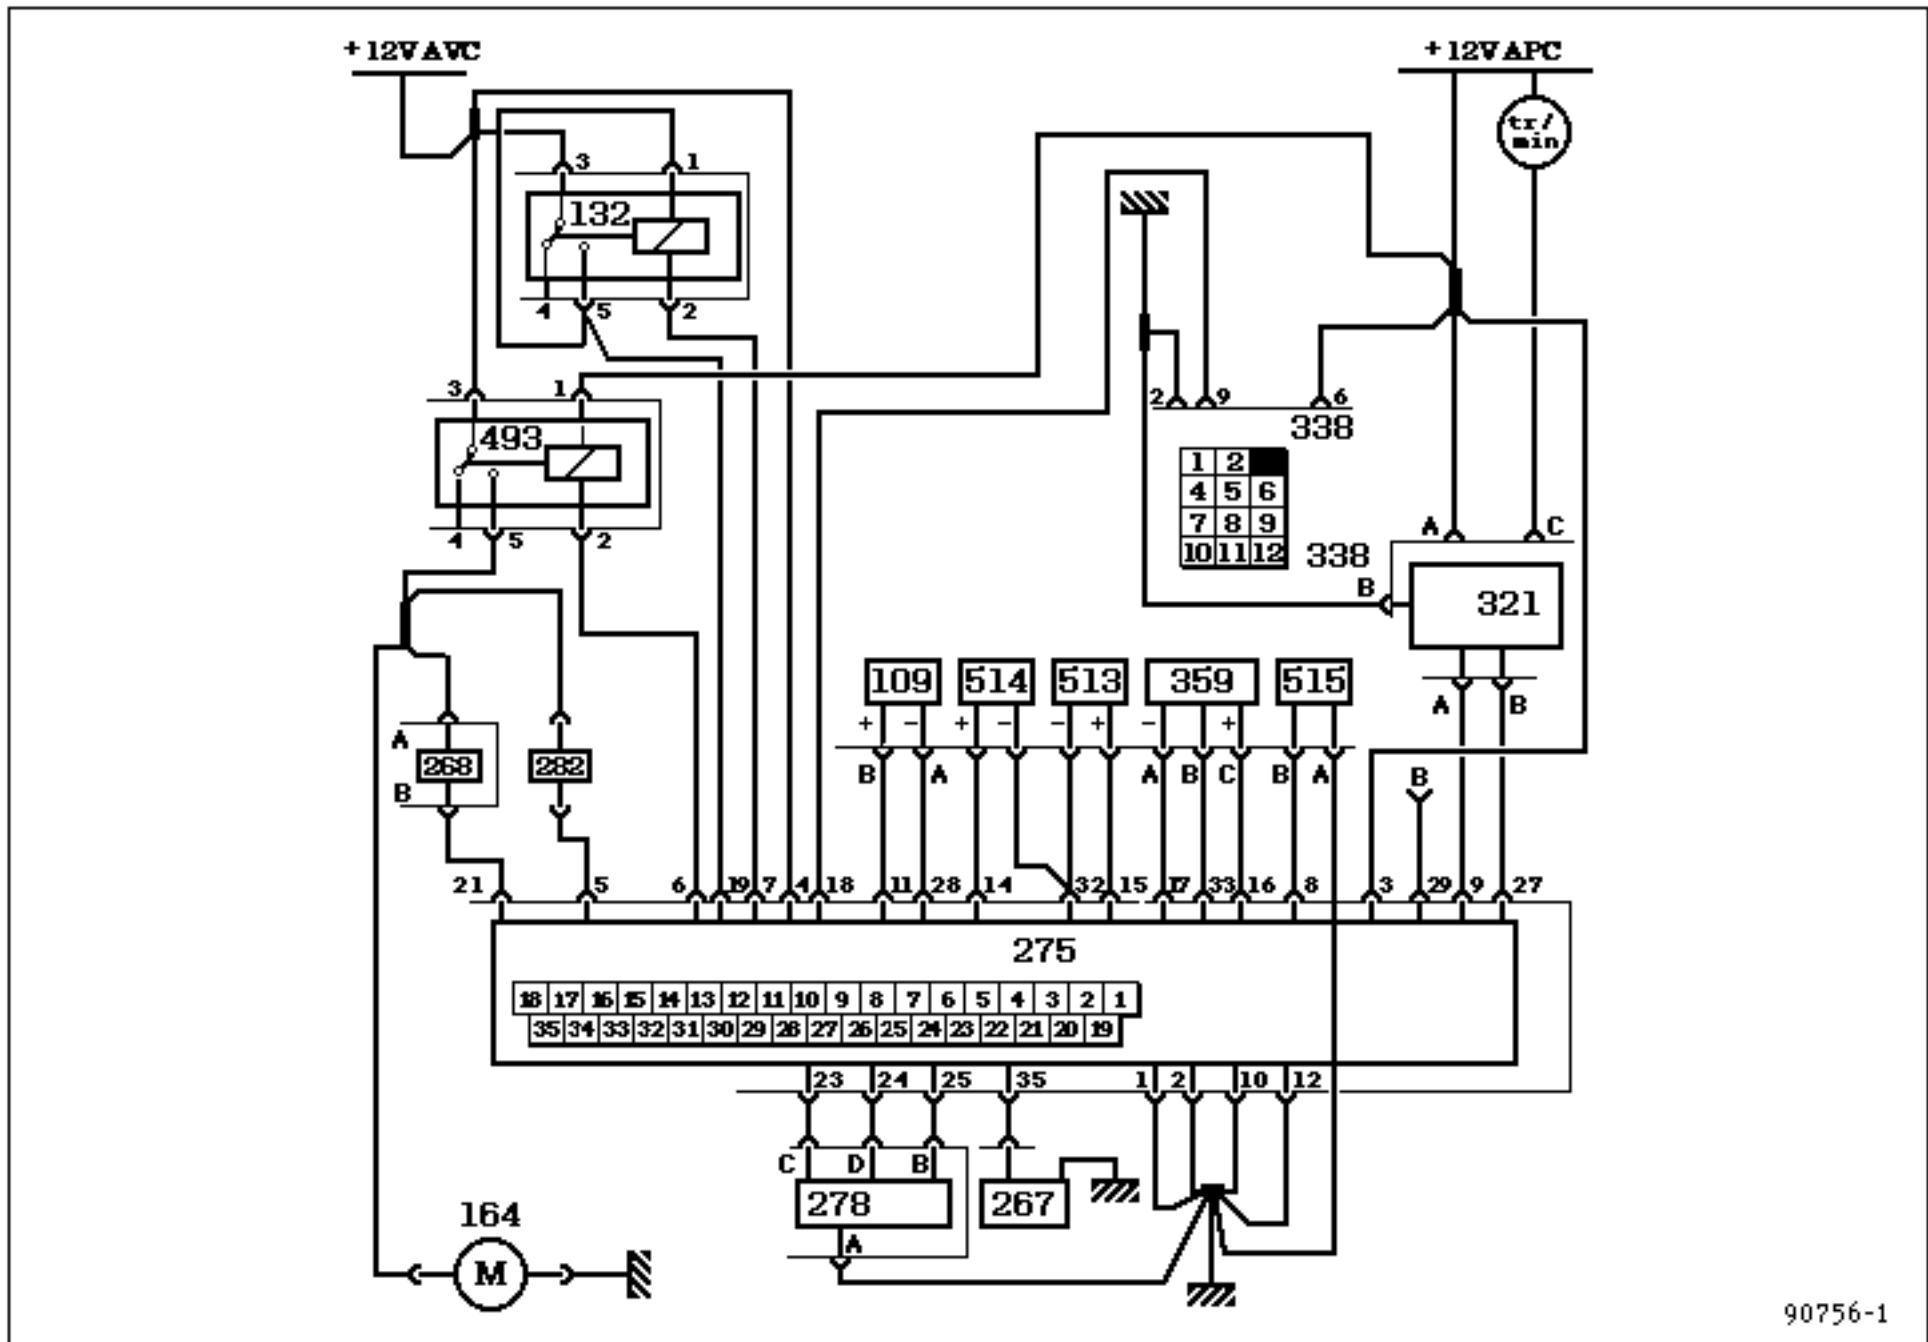 + 12V AVC
+ 12V APC
tr/
min
3 1
132
4 5 2
3 1
493
4 5 2
2 9 6
338
1 2
4 5 6
7 8 9
10 11 12
338
A C
B
321
A B
109 514 513 359 515
+ - + - - + - +
B A A B C B A
A
268
B
282
B
21 5 6 19 7 4 18 11 28 14 32 15 17 33 16 8 3 29 9 27
275
18 17 16 15 14 13 12 11 10 9 8 7 6 5 4 3 2 1
35 34 33 32 31 30 29 28 27 26 25 24 23 22 21 20 19
23 24 25 35 1 2 10 12
C D B
278
267
A
164
M
90756-1